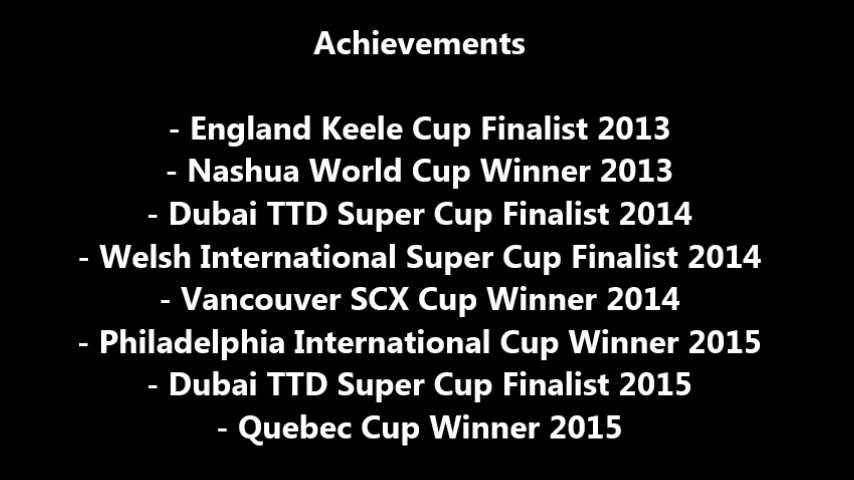 Achievements
- England Keele Cup Finalist 2013
- Nashua World Cup Winner 2013
- Dubai TTD Super Cup Finalist 2014
- Welsh International Super Cup Finalist 2014
- Vancouver SCX Cup Winner 2014
- Philadelphia International Cup Winner 2015
- Dubai TTD Super Cup Finalist 2015
- Quebec Cup Winner 2015